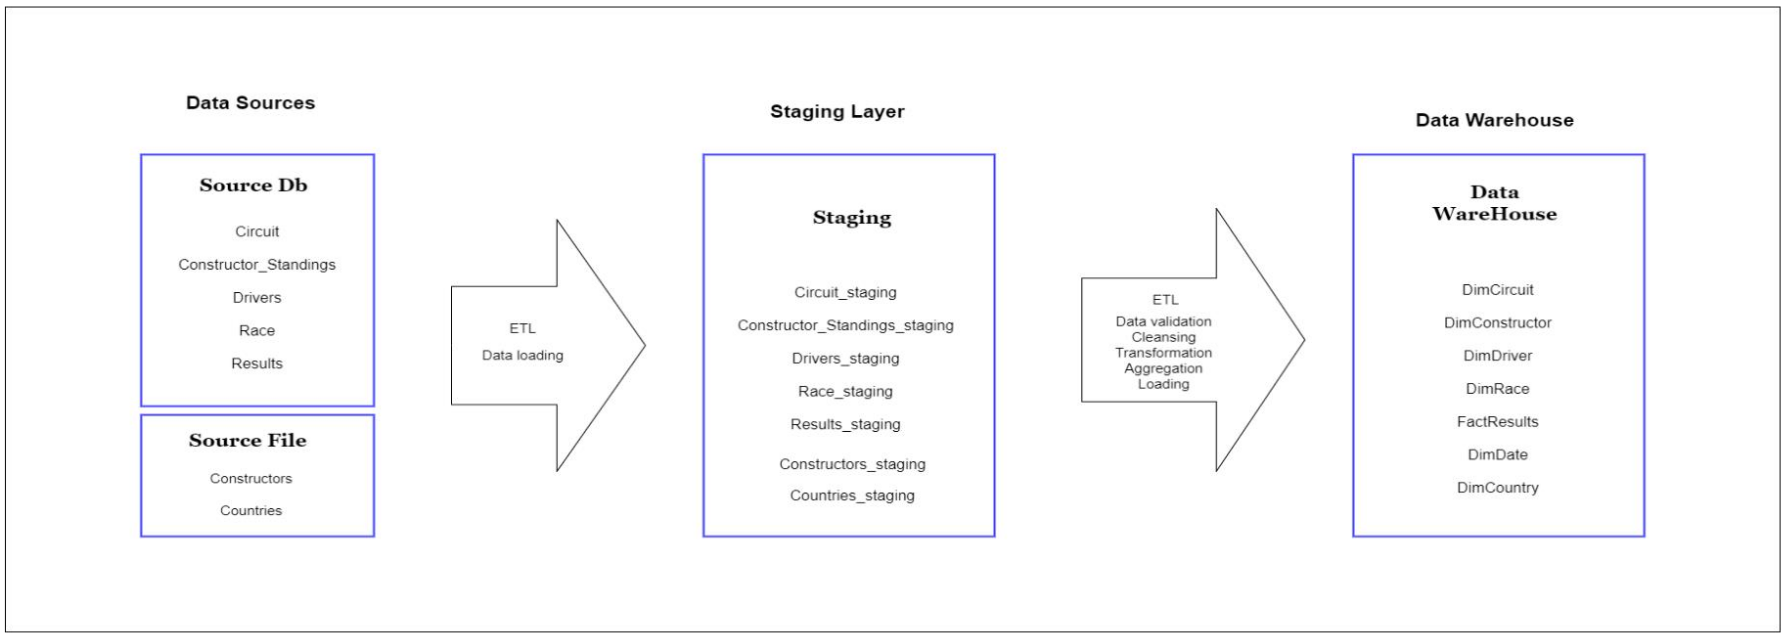 Data Sources
Source Db
Circuit
Constructor_Standings
Drivers
Race
Results
Source File
Constructors
Countries
ETL
Data loading
Staging Layer
Staging
Circuit_staging
Constructor_Standings_staging
Drivers_staging
Race_staging
Results_staging
Constructors_staging
Countries_staging
ETL
Data validation
Cleansing
Transformation
Aggregation
Loading
Data Warehouse
Data
WareHouse
DimCircuit
DimConstructor
DimDriver
DimRace
FactResults
DimDate
DimCountry